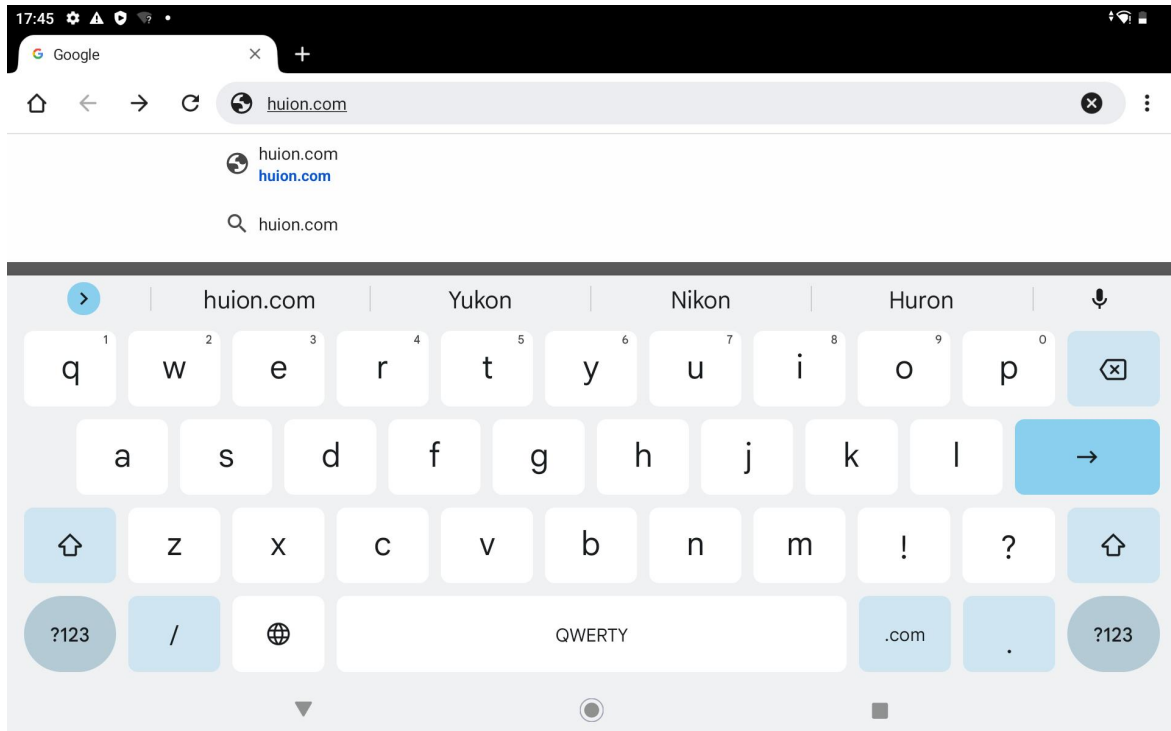 17:45
Google
huion.com
huion.com
huion.com
huion.com
huion.com Yukon Nikon Huron
1 2 3 4 5 6 7 8 9 0
q w e r t y u i o p
a s d f g h j k l
z x c v b n m ! ?
?123 / QWERTY .com . ?123